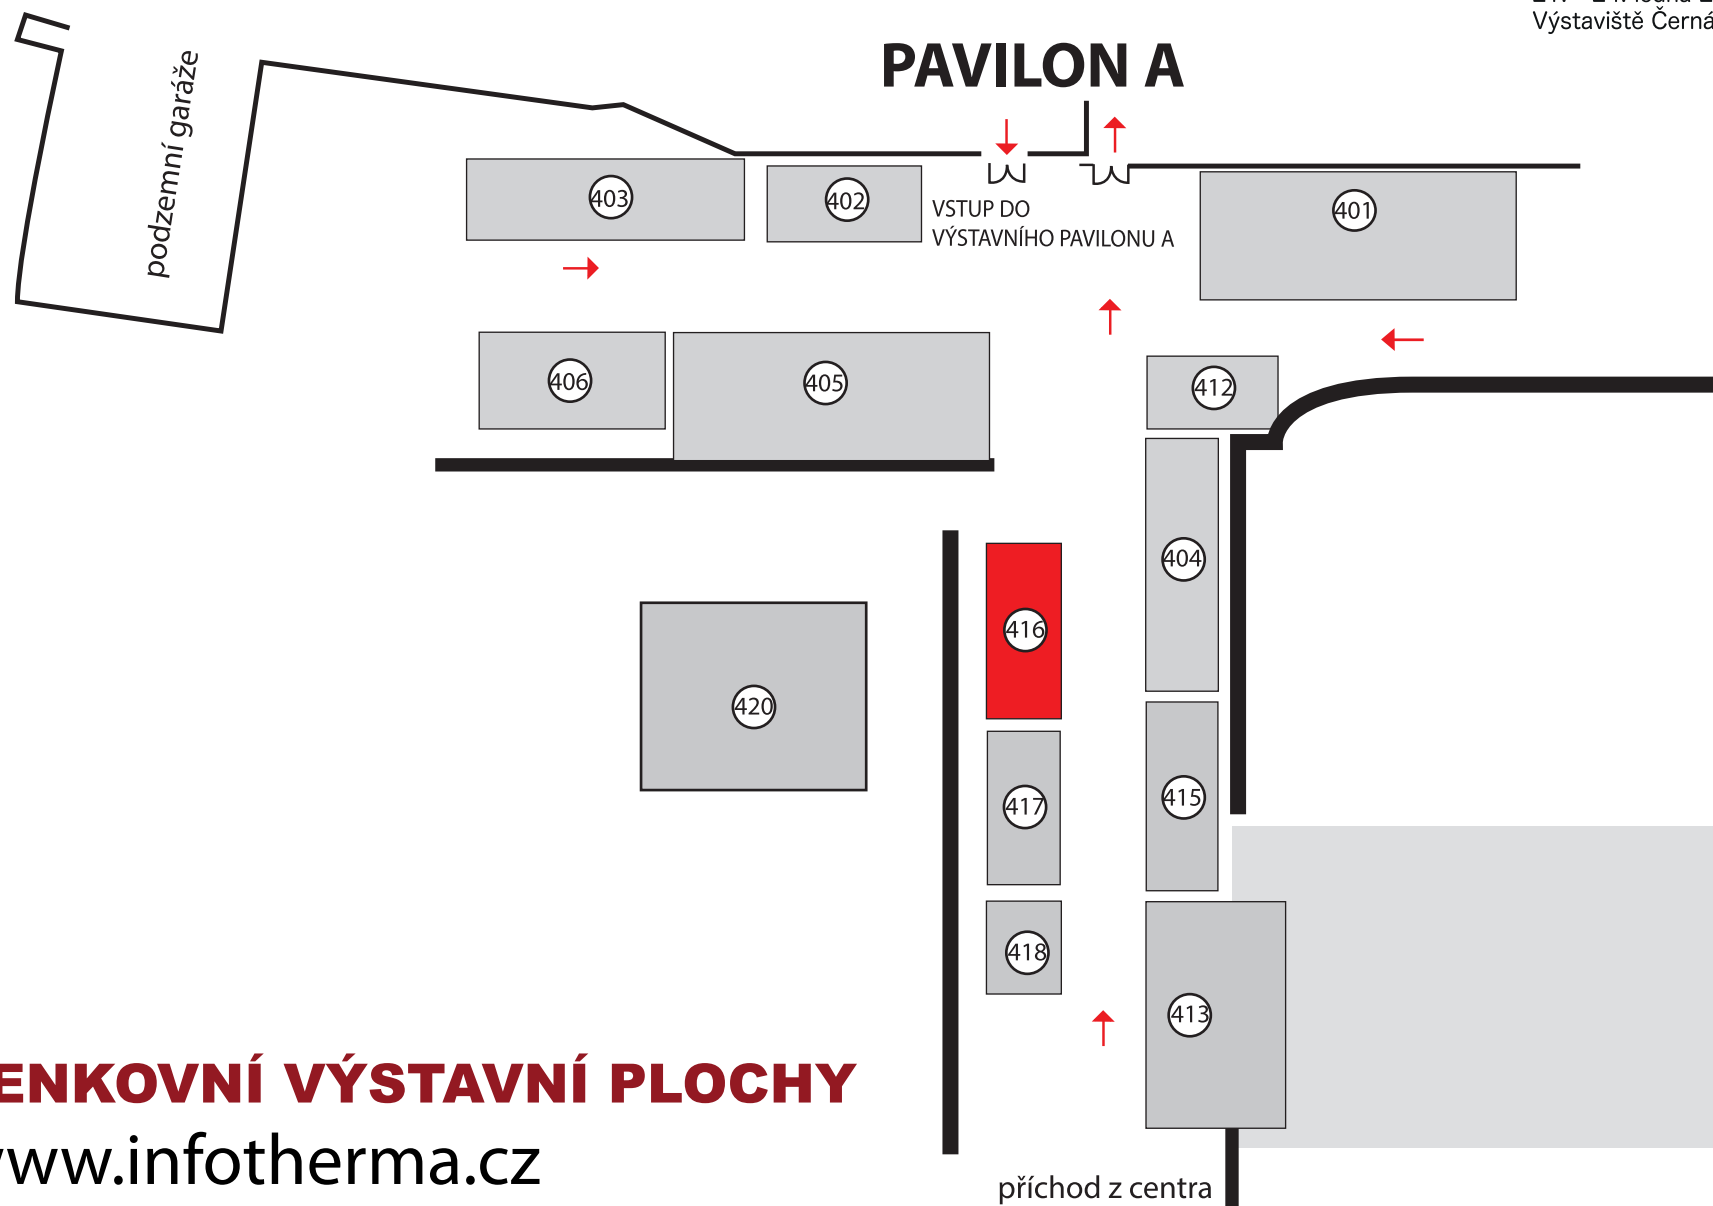 Výstaviště Černá
PAVILON A
podzemní garáže
403
402
401
VSTUP DO
VÝSTAVNÍHO PAVILONU A
406
405
412
404
416
420
417
415
418
413
ENKOVNÍ VÝSTAVNÍ PLOCHY
www.infotherma.cz
příchod z centra